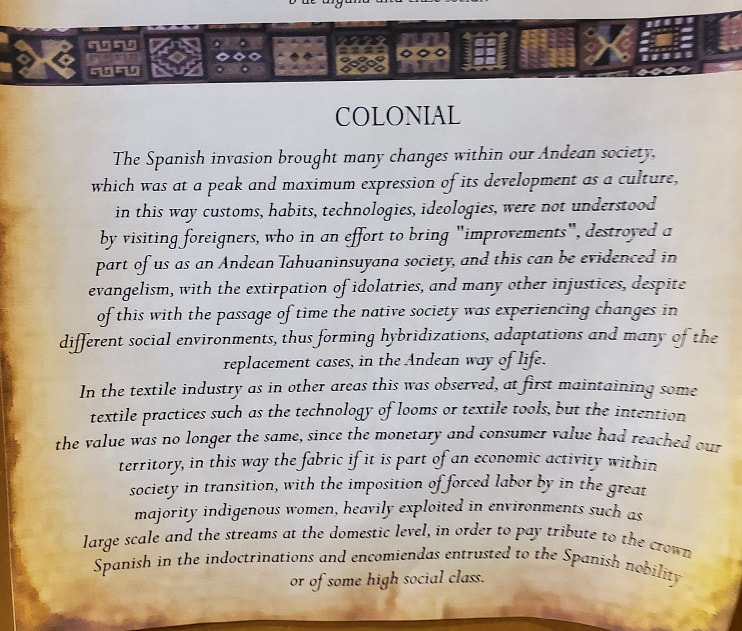 o de alguna alta clase social.
COLONIAL
The Spanish invasion brought many changes within our Andean society,
which was at a peak and maximum expression of its development as a culture,
in this way customs, habits, technologies, ideologies, were not understood
by visiting foreigners, who in an effort to bring "improvements", destroyed a
part of us as an Andean Tahuaninsuyana society, and this can be evidenced in
evangelism, with the extirpation of idolatries, and many other injustices, despite
of this with the passage of time the native society was experiencing changes in
different social environments, thus forming hybridizations, adaptations and many of the
replacement cases, in the Andean way of life.
In the textile industry as in other areas this was observed, at first maintaining some
textile practices such as the technology of looms or textile tools, but the intention
the value was no longer the same, since the monetary and consumer value had reached our
territory, in this way the fabric if it is part of an economic activity within
society in transition, with the imposition of forced labor by in the great
majority indigenous women, heavily exploited in environments such as
large scale and the streams at the domestic level, in order to pay tribute to the crown
Spanish in the indoctrinations and encomiendas entrusted to the Spanish nobility
or of some high social class.